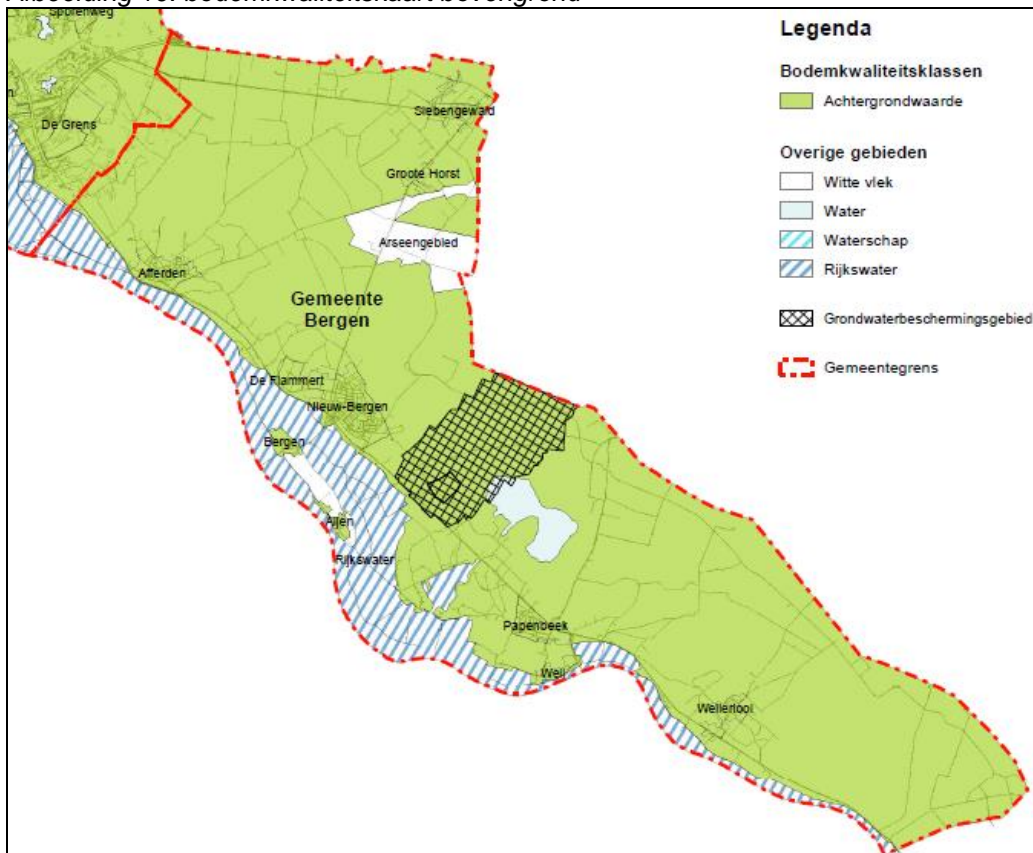 Legenda
Bodemkwaliteitsklassen
Achtergrondwaarde
Overige gebieden
Witte vlek
Water
Waterschap
Rijkswater
Grondwaterbeschermingsgebied
Gemeentegrens
Sporenweg
De Grens
Siebengewald
Groote Horst
Arseengebied
Afferden
Gemeente
Bergen
De Flammert
Nieuw-Bergen
Bergen
Aijen
Rijkswater
Papenbeek
Well
Wellerlooi